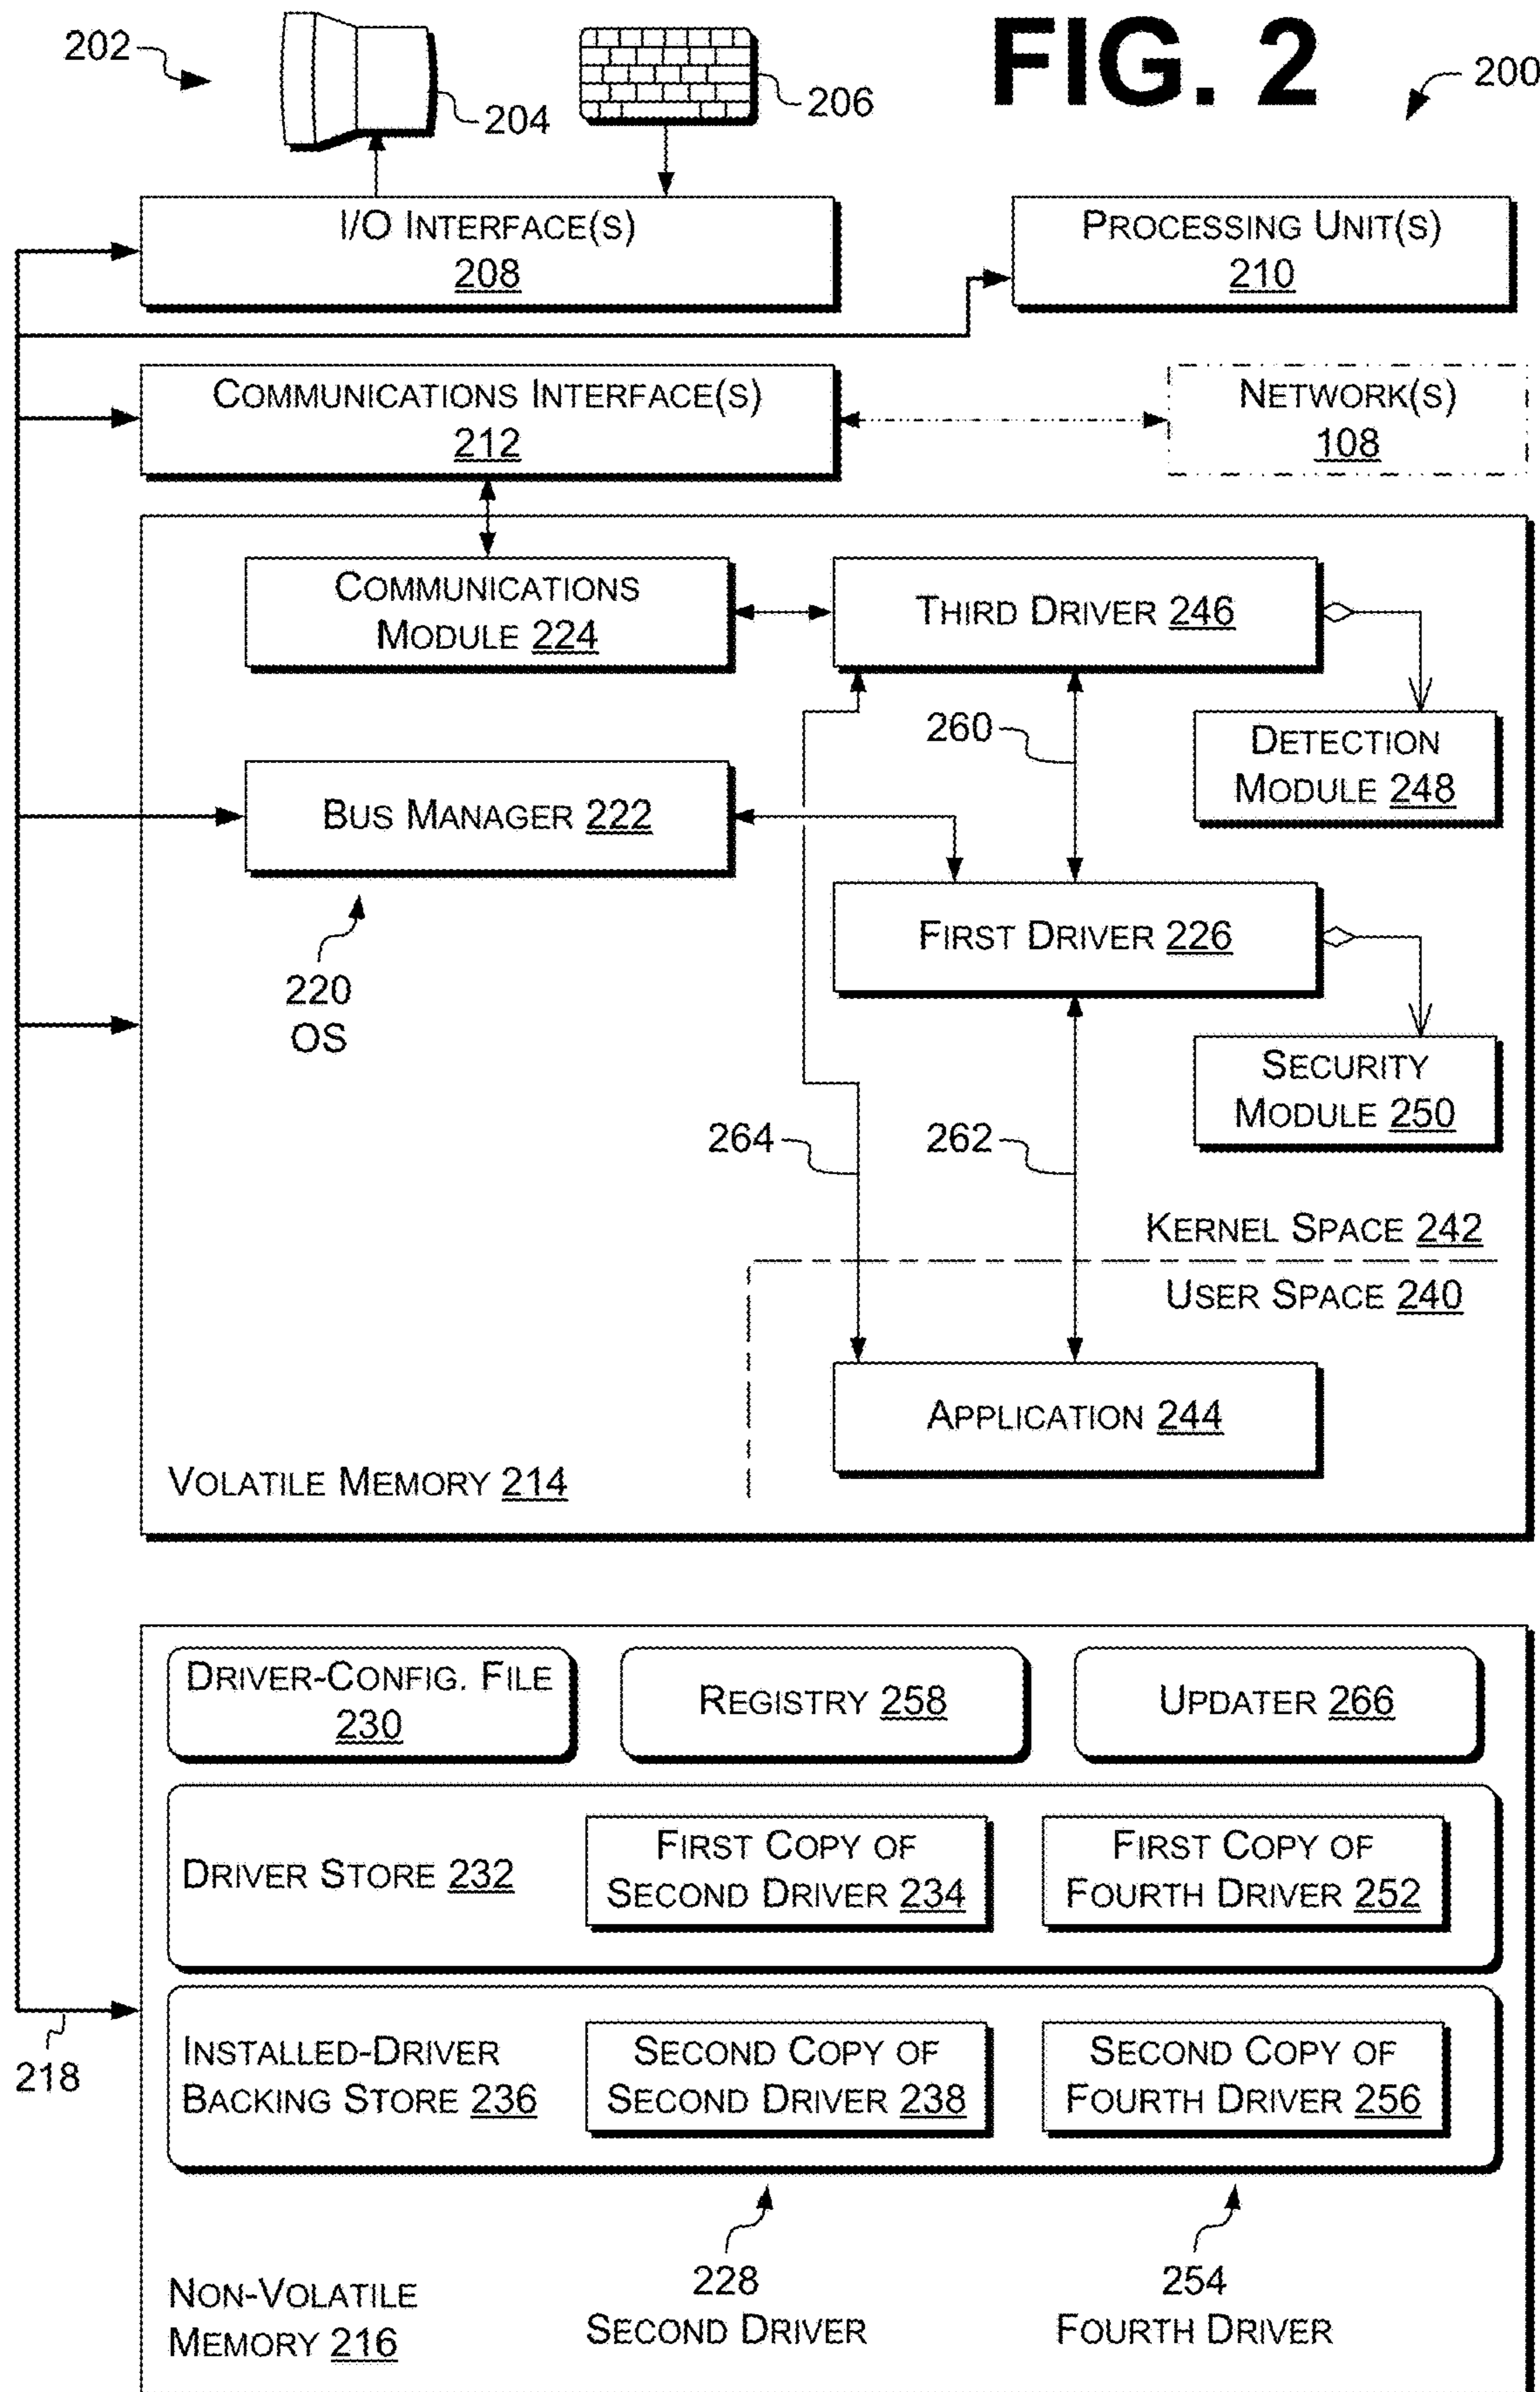 FIG. 2
200
202
204
206
I/O INTERFACE(S)
208
PROCESSING UNIT(S)
210
COMMUNICATIONS INTERFACE(S)
212
NETWORK(S)
108
COMMUNICATIONS
MODULE 224
THIRD DRIVER 246
260
DETECTION
MODULE 248
BUS MANAGER 222
FIRST DRIVER 226
220
OS
SECURITY
MODULE 250
264
262
KERNEL SPACE 242
USER SPACE 240
APPLICATION 244
VOLATILE MEMORY 214
DRIVER-CONFIG. FILE
230
REGISTRY 258
UPDATER 266
DRIVER STORE 232
FIRST COPY OF
SECOND DRIVER 234
FIRST COPY OF
FOURTH DRIVER 252
218
INSTALLED-DRIVER
BACKING STORE 236
SECOND COPY OF
SECOND DRIVER 238
SECOND COPY OF
FOURTH DRIVER 256
228
SECOND DRIVER
254
FOURTH DRIVER
NON-VOLATILE
MEMORY 216